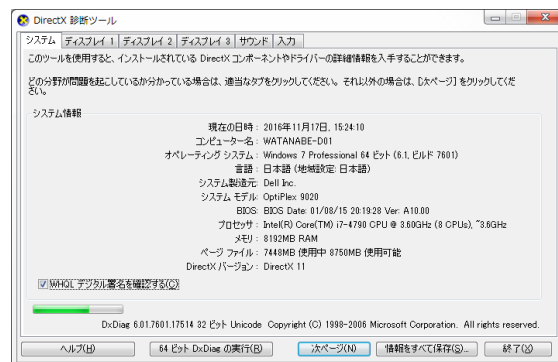 DirectX 診断ツール
システム ディスプレイ 1 ディスプレイ 2 ディスプレイ 3 サウンド 入力
このツールを使用すると、インストールされている DirectX コンポーネントやドライバーの詳細情報を入手することができます。
どの分野が問題を起こしているか分かっている場合は、適当なタブをクリックしてください。それ以外の場合は、[次ページ] をクリックしてくだ
さい。
システム情報
現在の日時: 2016年11月17日, 15:24:10
コンピューター名: WATANABE-D01
オペレーティング システム: Windows 7 Professional 64 ビット (6.1, ビルド 7601)
言語: 日本語 (地域設定: 日本語)
システム製造元: Dell Inc.
システム モデル: OptiPlex 9020
BIOS: BIOS Date: 01/08/15 20:19:28 Ver: A10.00
プロセッサ: Intel(R) Core(TM) i7-4790 CPU @ 3.60GHz (8 CPUs), ~3.6GHz
メモリ: 8192MB RAM
ページ ファイル: 7448MB 使用中 8750MB 使用可能
DirectX バージョン: DirectX 11
WHQL デジタル署名を確認する(C)
DxDiag 6.01.7601.17514 32 ビット Unicode Copyright (C) 1998-2006 Microsoft Corporation. All rights reserved.
ヘルプ(H) 64 ビット DxDiag の実行(R) 次ページ(N) 情報をすべて保存(S)... 終了(X)